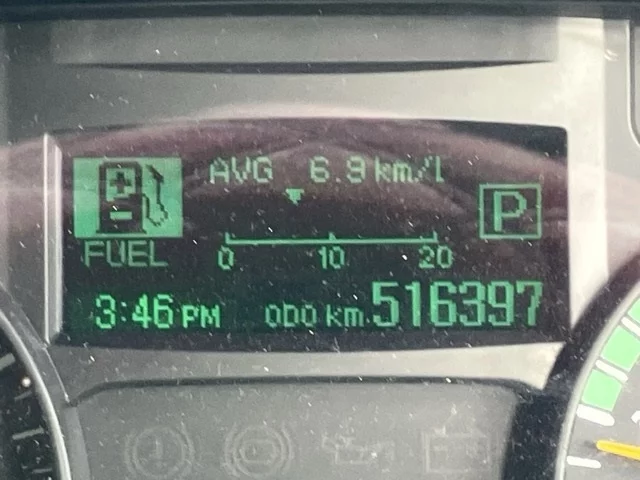 AVG 6.9 km/l
P
FUEL
0 10 20
3:46 PM ODO km 516397